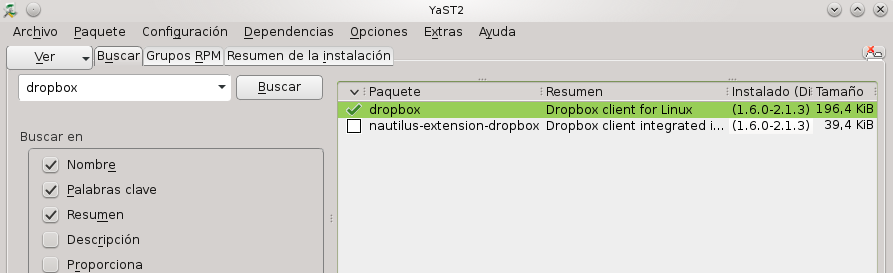 YaST2
Archivo Paquete Configuración Dependencias Opciones Extras Ayuda
Ver Buscar Grupos RPM Resumen de la instalación
dropbox Buscar
Buscar en
Nombre
Palabras clave
Resumen
Descripción
Proporciona
Paquete Resumen Instalado (Di Tamaño
dropbox Dropbox client for Linux (1.6.0-2.1.3) 196,4 KiB
nautilus-extension-dropbox Dropbox client integrated i... (1.6.0-2.1.3) 39,4 KiB